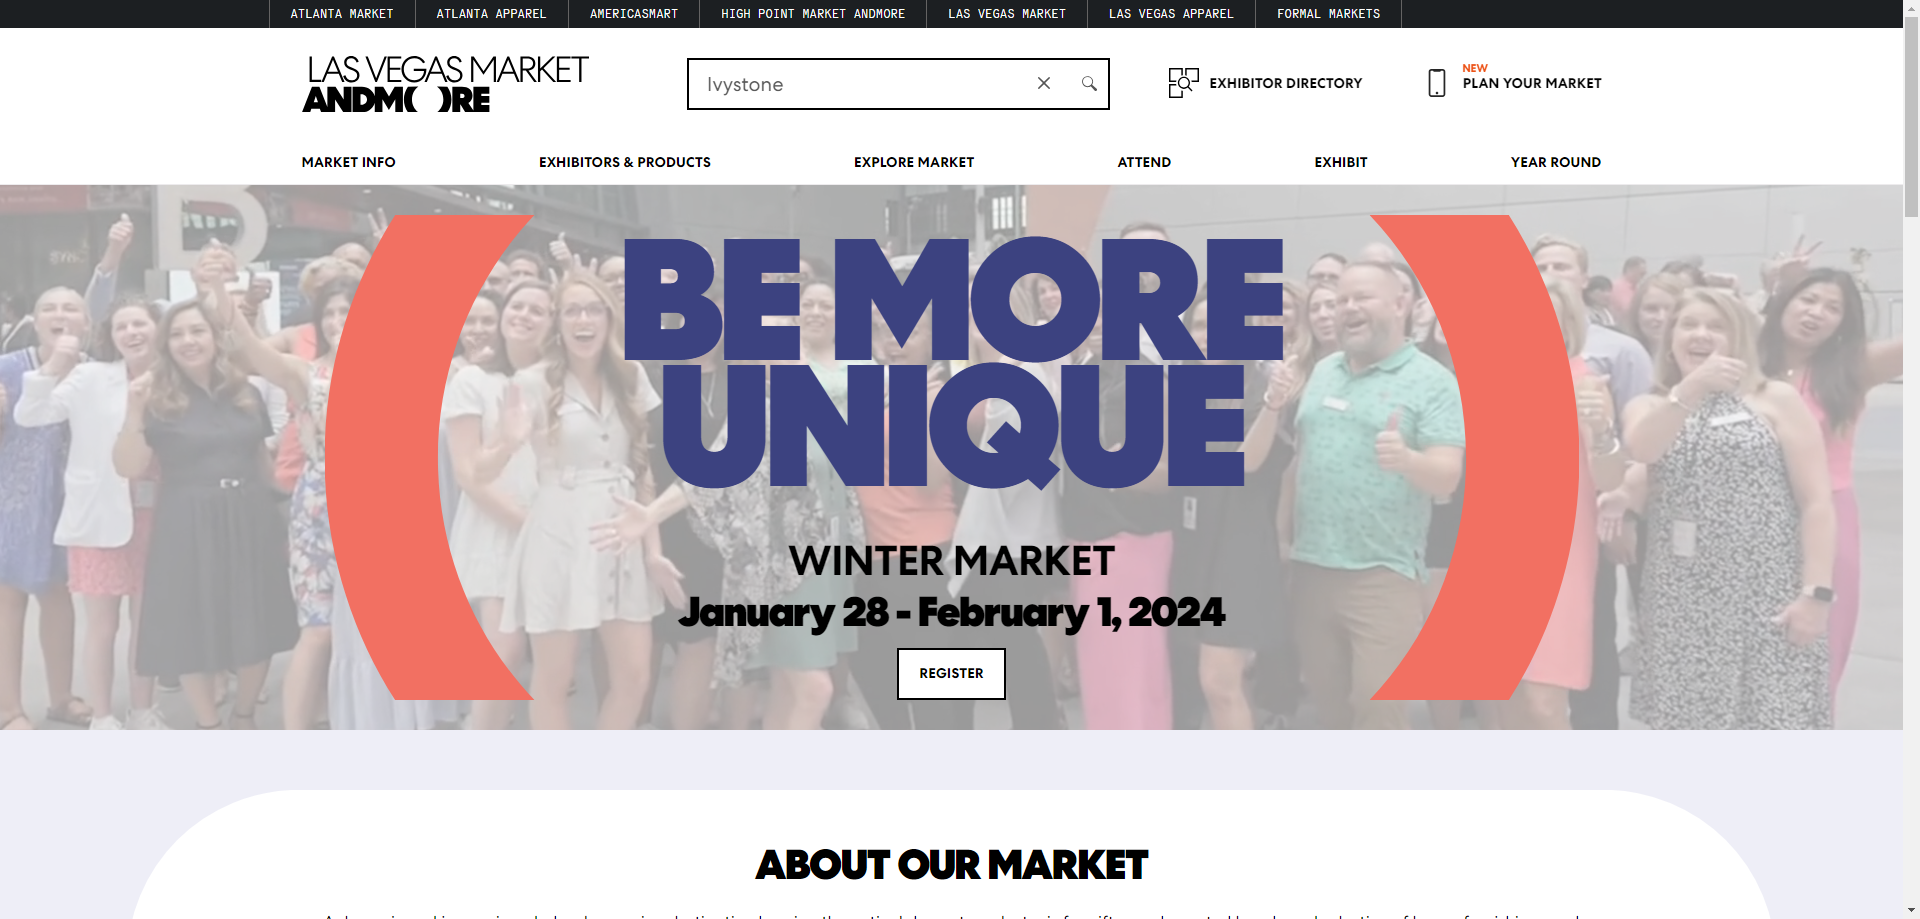 ATLANTA MARKET
ATLANTA APPAREL
AMERICASMART
HIGH POINT MARKET ANDMORE
LAS VEGAS MARKET
LAS VEGAS APPAREL
FORMAL MARKETS
LAS VEGAS MARKET
ANDM( )RE
Ivystone
EXHIBITOR DIRECTORY
NEW
PLAN YOUR MARKET
MARKET INFO
EXHIBITORS & PRODUCTS
EXPLORE MARKET
ATTEND
EXHIBIT
YEAR ROUND
BE MORE
UNIQUE
WINTER MARKET
January 28 - February 1, 2024
REGISTER
ABOUT OUR MARKET